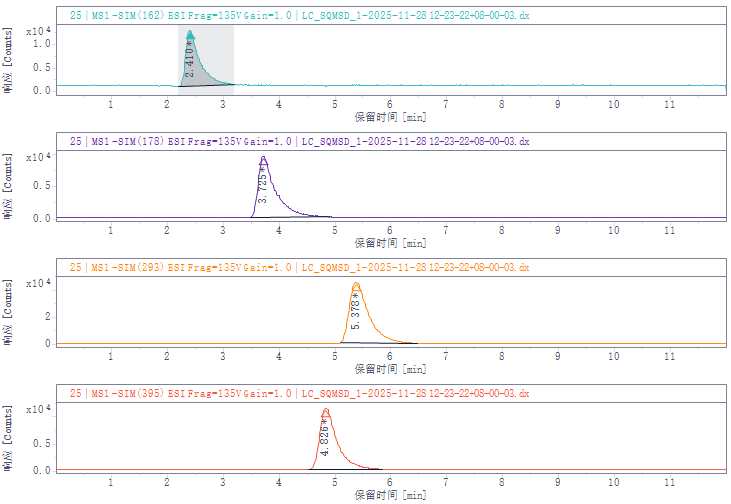 25 | MS1-SIM(162) ESI Frag=135V Gain=1.0 | LC_SQMSD_1-2025-11-28 12-23-22+08-00-03.dx
x10⁴
响应 [Counts]
1.0
0.5
0.0
2.410*
1 2 3 4 5 6 7 8 9 10 11
保留时间 [min]
25 | MS1-SIM(178) ESI Frag=135V Gain=1.0 | LC_SQMSD_1-2025-11-28 12-23-22+08-00-03.dx
x10⁴
响应 [Counts]
0.5
0.0
3.725*
1 2 3 4 5 6 7 8 9 10 11
保留时间 [min]
25 | MS1-SIM(293) ESI Frag=135V Gain=1.0 | LC_SQMSD_1-2025-11-28 12-23-22+08-00-03.dx
x10⁴
响应 [Counts]
2
0
5.378*
1 2 3 4 5 6 7 8 9 10 11
保留时间 [min]
25 | MS1-SIM(395) ESI Frag=135V Gain=1.0 | LC_SQMSD_1-2025-11-28 12-23-22+08-00-03.dx
x10⁴
响应 [Counts]
0.5
0.0
4.826*
1 2 3 4 5 6 7 8 9 10 11
保留时间 [min]